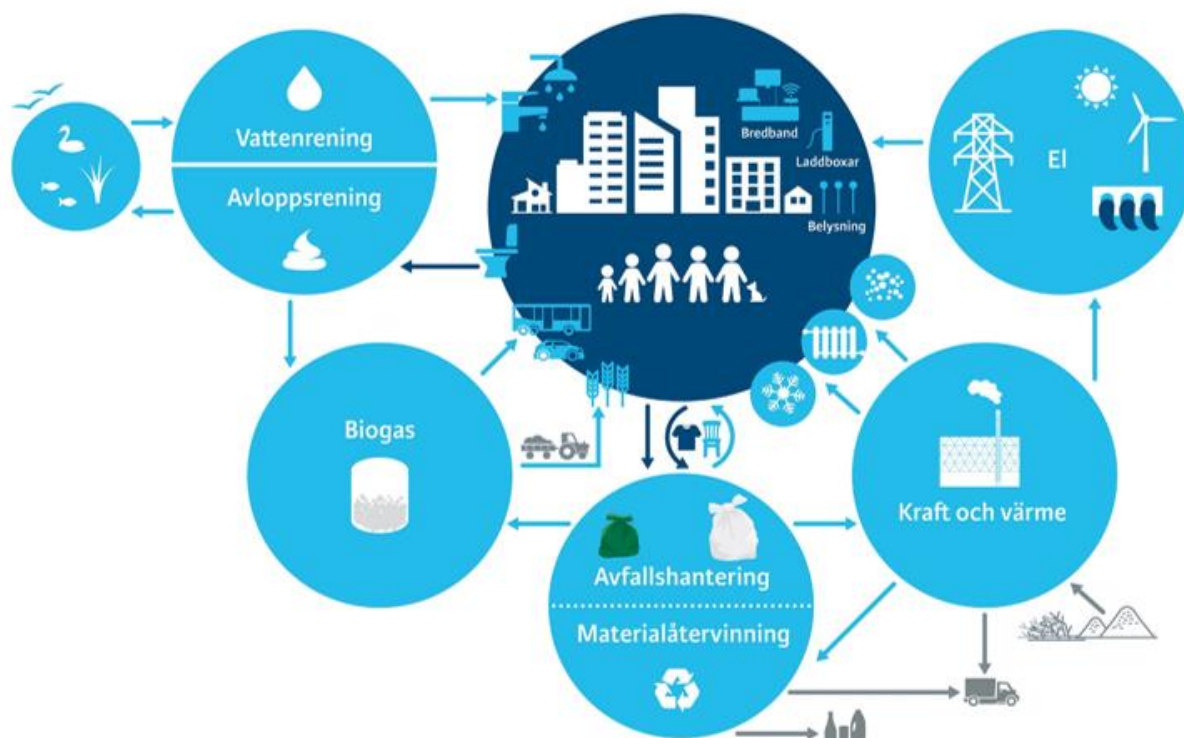 Vattenrening
Avloppsrening
Bredband
Laddboxar
Belysning
El
Biogas
Kraft och värme
Avfallshantering
Materialåtervinning